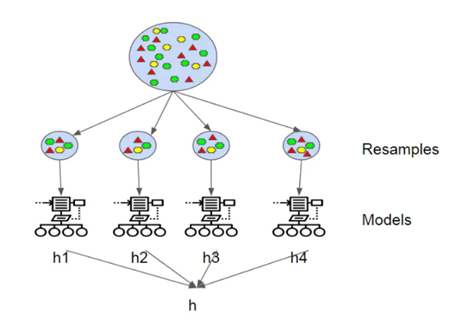 Resamples
Models
h1 h2 h3 h4
h